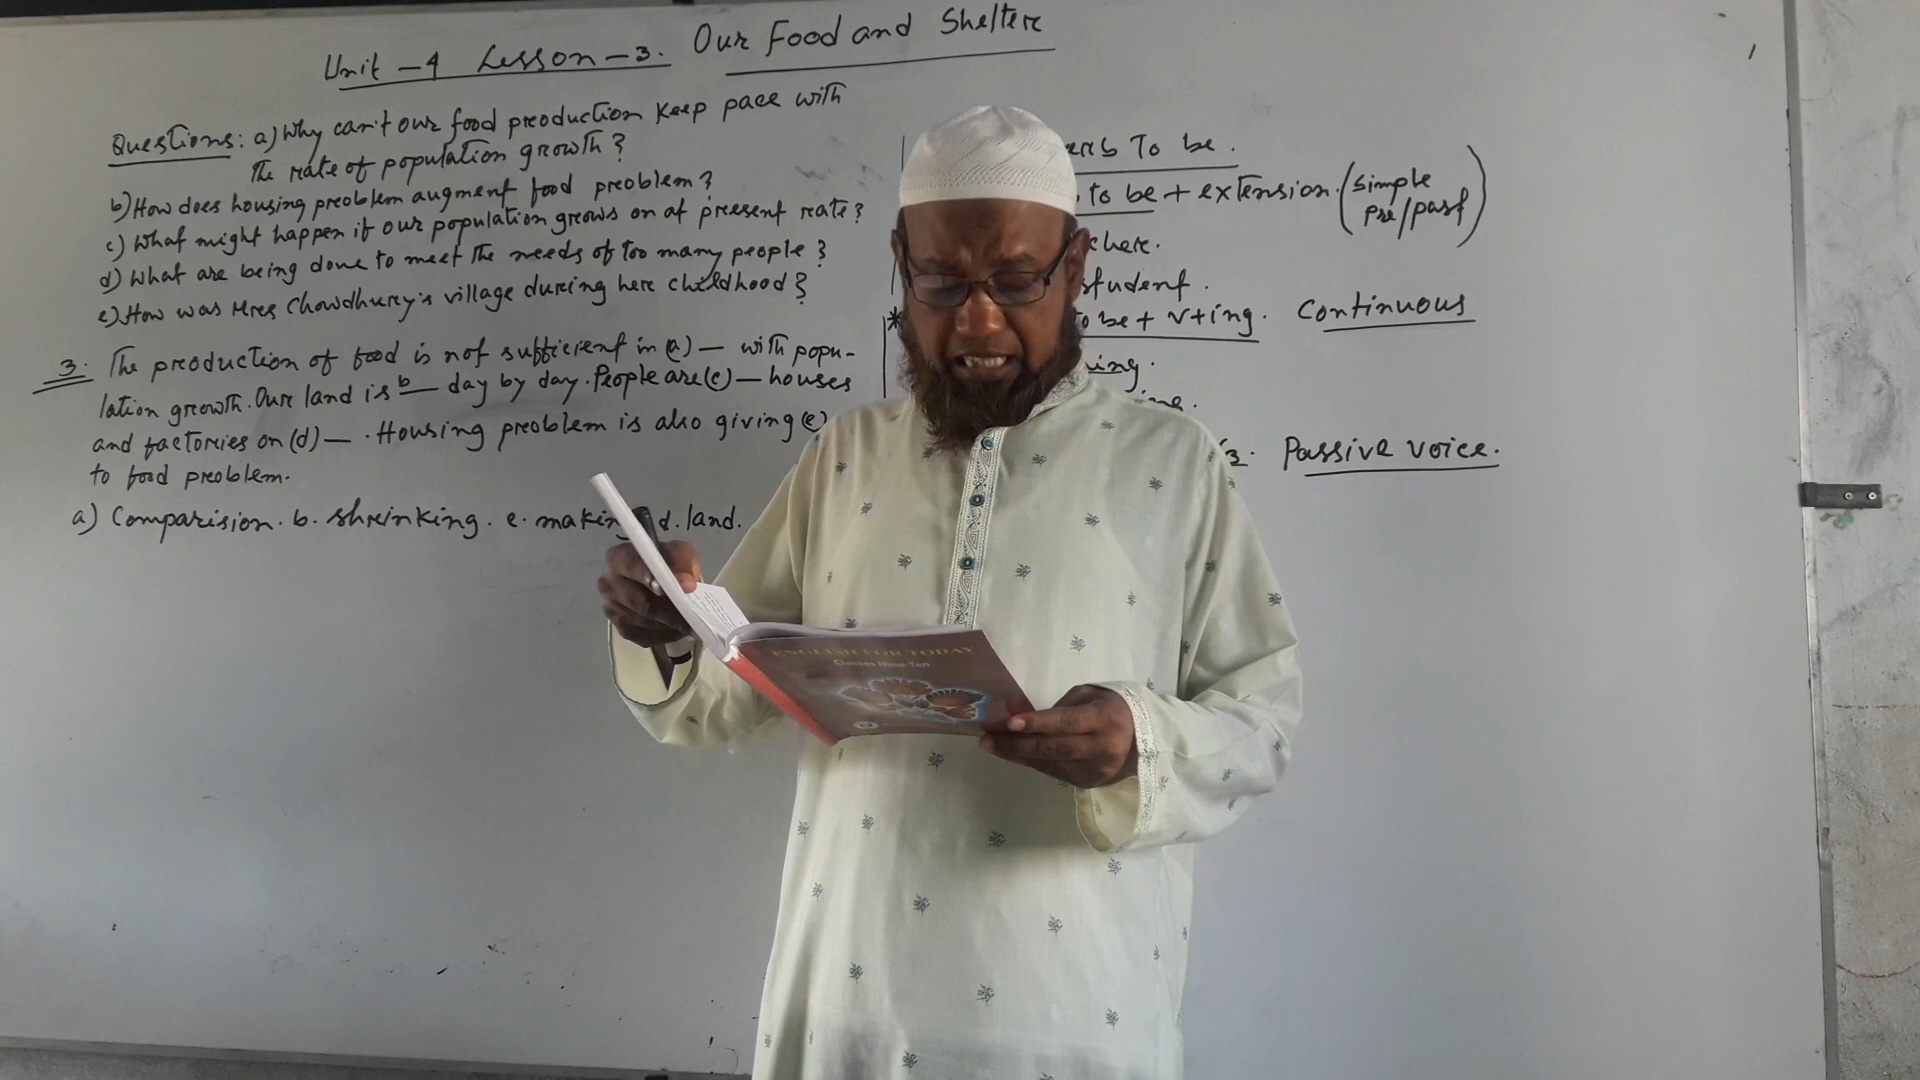 Unit - 4 Lesson - 3. Our Food and Shelter
Questions: a) Why can't our food production keep pace with
the rate of population growth?
b) How does housing problem augment food problem?
c) What might happen if our population grows on at present rate?
d) What are being done to meet the needs of too many people?
e) How was Mrs Chowdhury's village during here childhood?
3. The production of food is not sufficient in (a) — with popu-
lation growth. Our land is b — day by day. People are (c) — houses
and factories on (d) — . Housing problem is also giving (e)
to food problem.
a) Comparision. b. shrinking. c. making d. land.
To be.
to be + extension. (Simple
Pre/past)
here.
student.
* to be + V+ing. Continuous
Passive voice.
ENGLISH FOR TODAY
Classes Nine-Ten